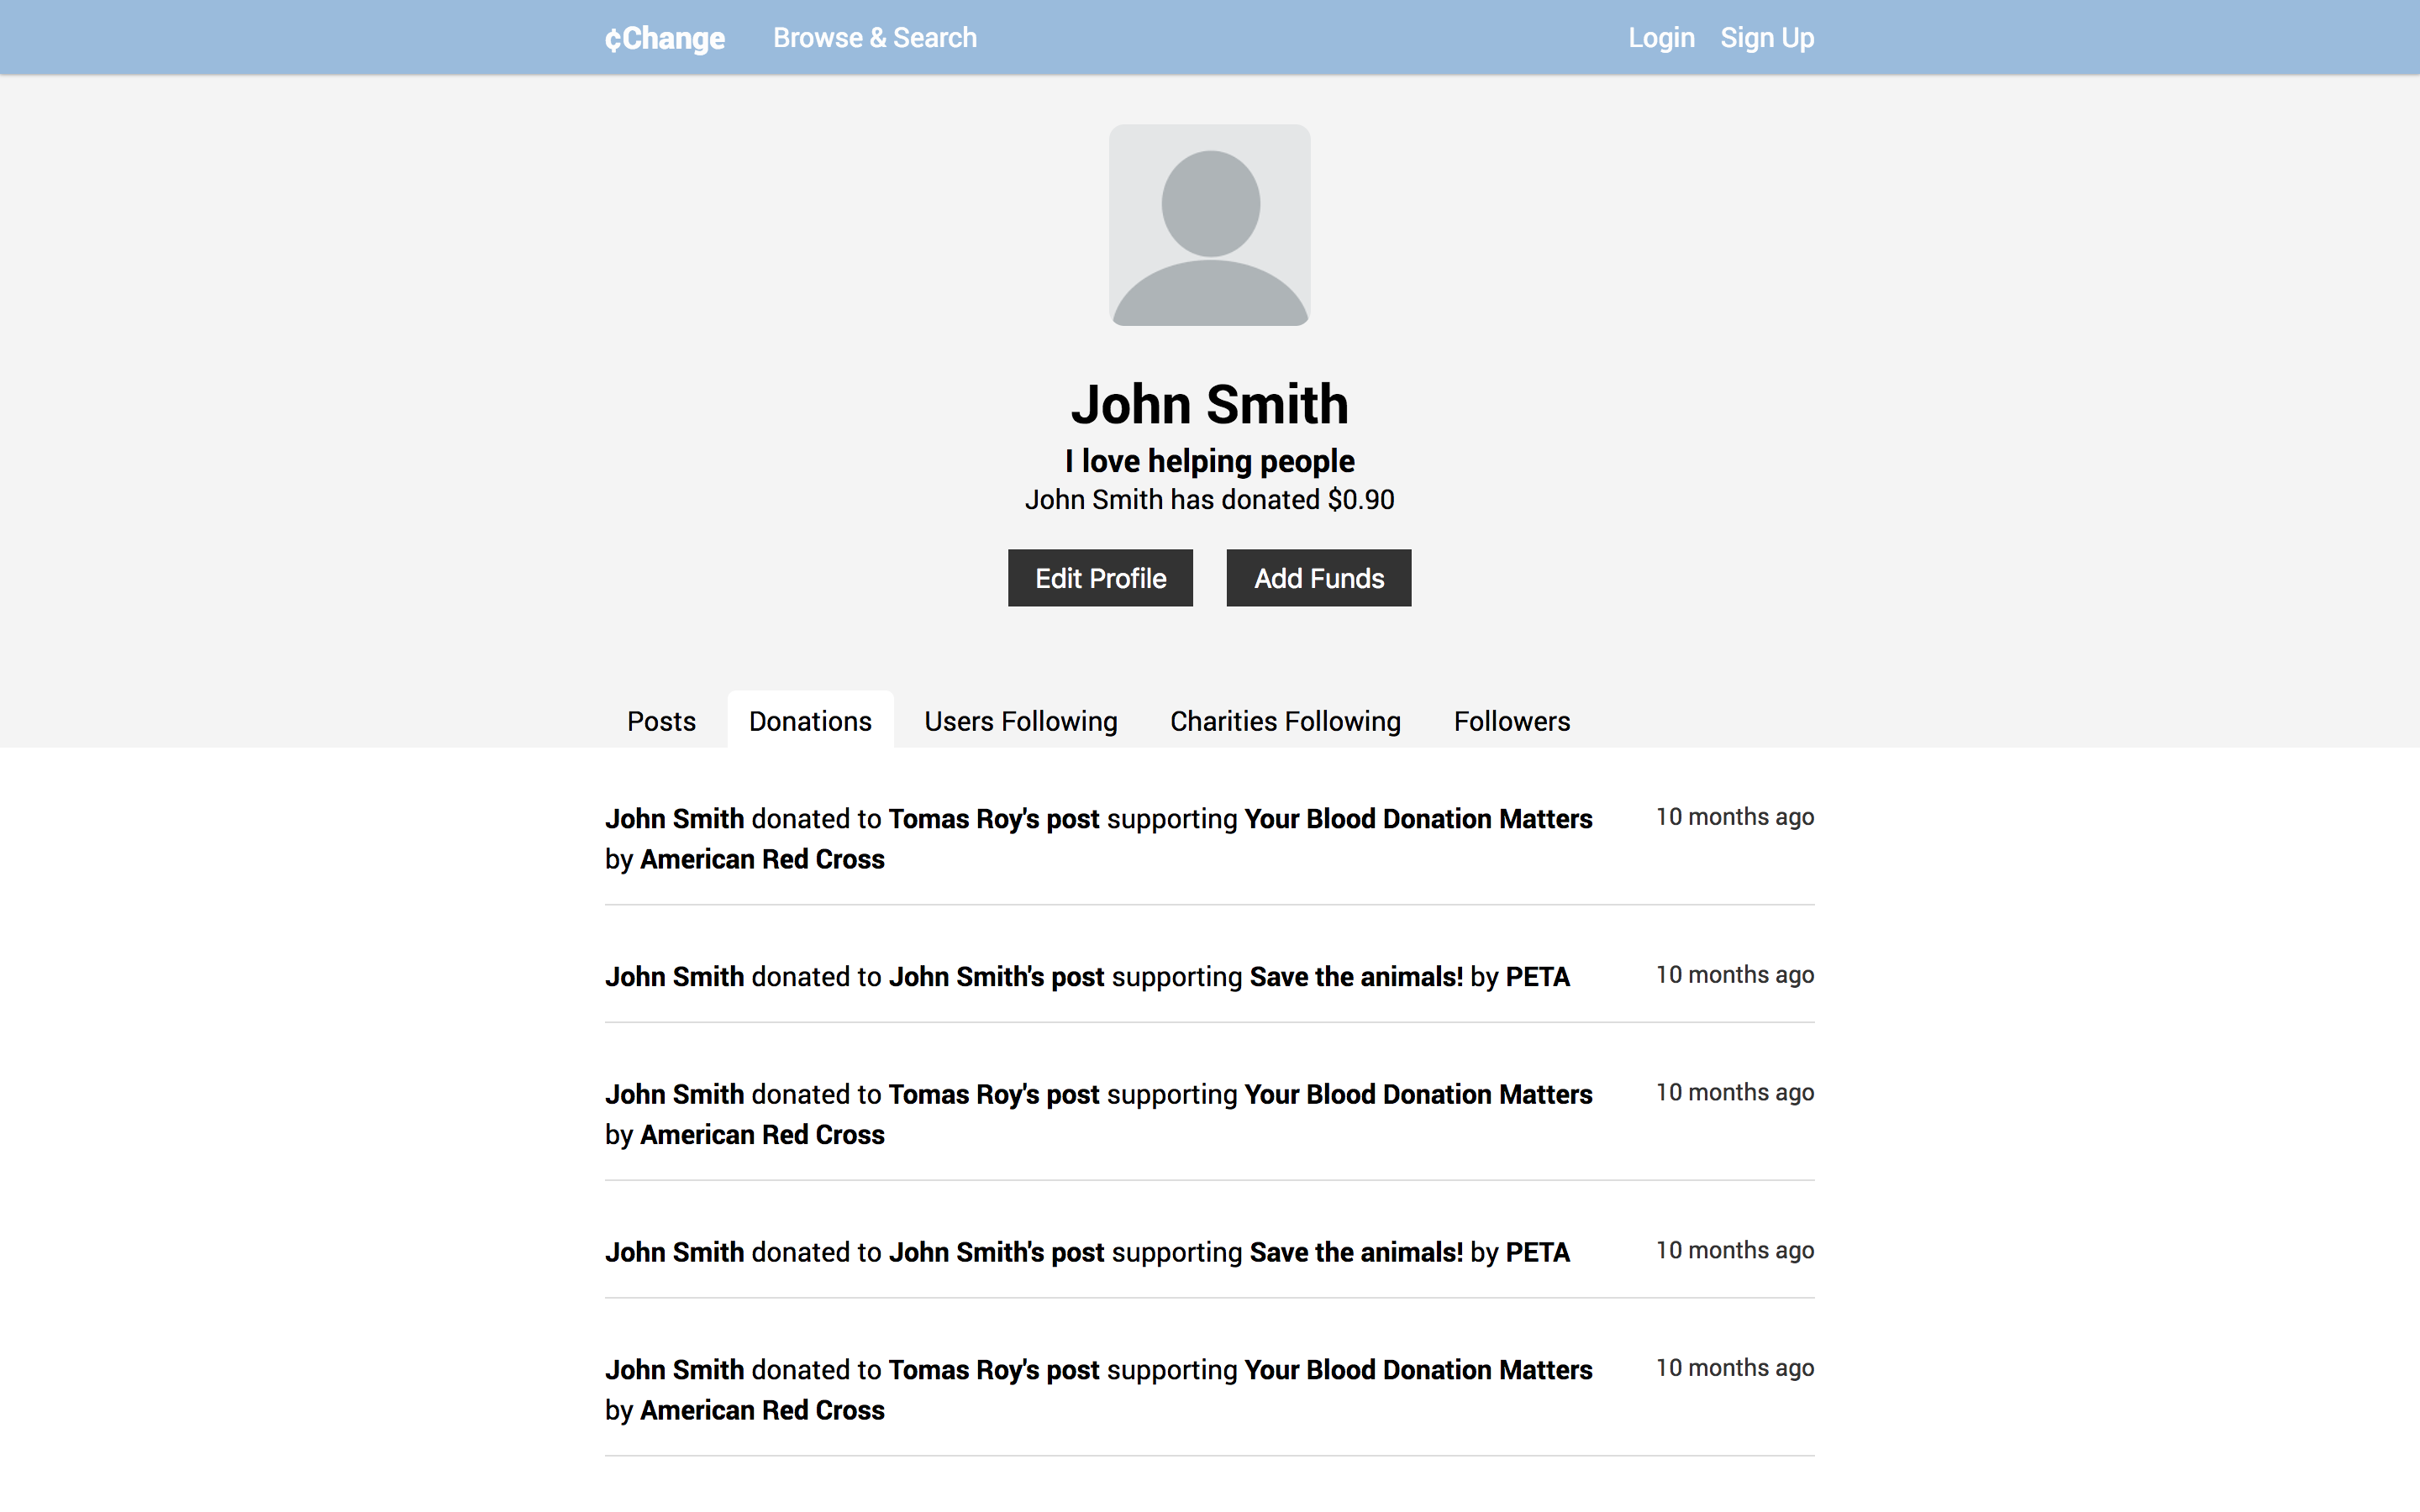 ¢Change Browse & Search Login Sign Up
John Smith
I love helping people
John Smith has donated $0.90
Edit Profile Add Funds
Posts Donations Users Following Charities Following Followers
John Smith donated to Tomas Roy's post supporting Your Blood Donation Matters 10 months ago
by American Red Cross
John Smith donated to John Smith's post supporting Save the animals! by PETA 10 months ago
John Smith donated to Tomas Roy's post supporting Your Blood Donation Matters 10 months ago
by American Red Cross
John Smith donated to John Smith's post supporting Save the animals! by PETA 10 months ago
John Smith donated to Tomas Roy's post supporting Your Blood Donation Matters 10 months ago
by American Red Cross